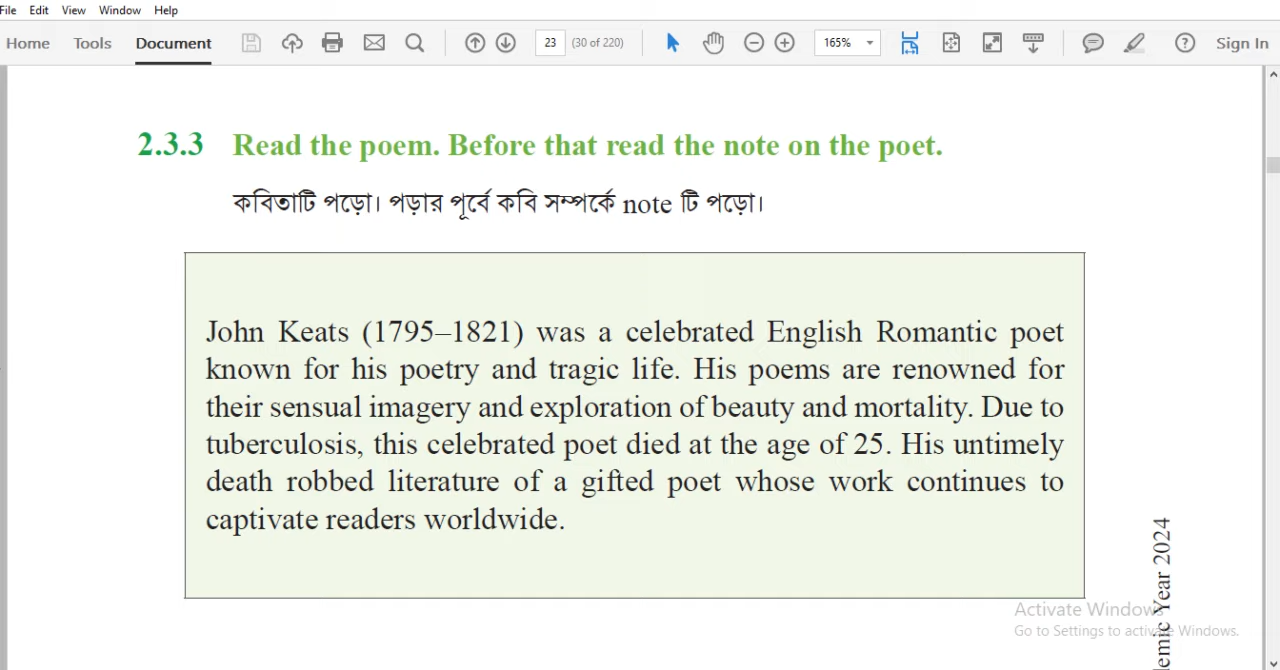 File Edit View Window Help
Home Tools Document 23 (30 of 220) 165% Sign In
2.3.3 Read the poem. Before that read the note on the poet.
কবিতাটি পড়ো। পড়ার পূর্বে কবি সম্পর্কে note টি পড়ো।
John Keats (1795–1821) was a celebrated English Romantic poet
known for his poetry and tragic life. His poems are renowned for
their sensual imagery and exploration of beauty and mortality. Due to
tuberculosis, this celebrated poet died at the age of 25. His untimely
death robbed literature of a gifted poet whose work continues to
captivate readers worldwide.
demic Year 2024
Activate Windows
Go to Settings to activate Windows.